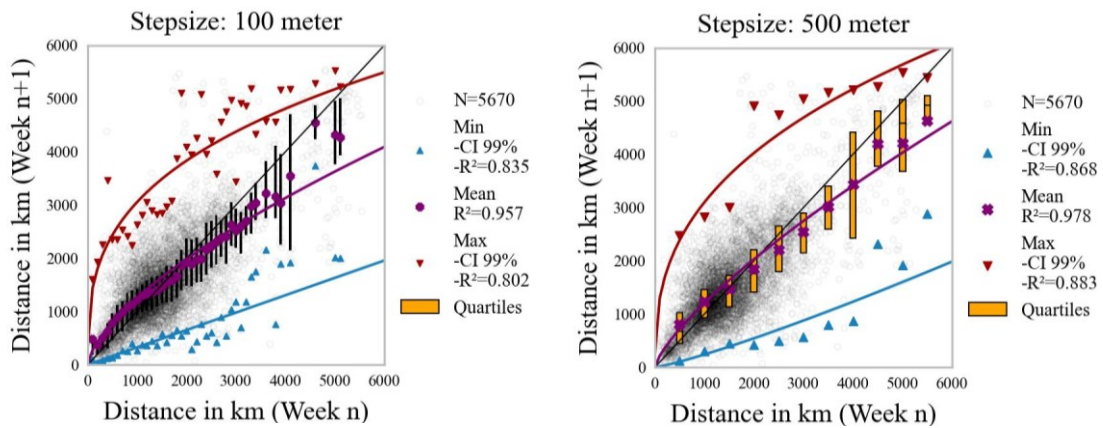 Stepsize: 100 meter
Distance in km (Week n+1)
6000
5000
4000
3000
2000
1000
0
0 1000 2000 3000 4000 5000 6000
Distance in km (Week n)
N=5670
Min
-CI 99%
-R²=0.835
Mean
R²=0.957
Max
-CI 99%
-R²=0.802
Quartiles
Stepsize: 500 meter
Distance in km (Week n+1)
6000
5000
4000
3000
2000
1000
0
0 1000 2000 3000 4000 5000 6000
Distance in km (Week n)
N=5670
Min
-CI 99%
-R²=0.868
Mean
R²=0.978
Max
-CI 99%
-R²=0.883
Quartiles